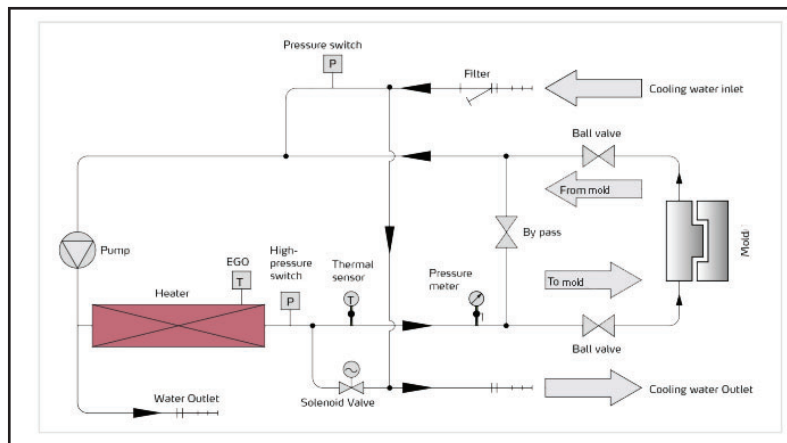 Pressure switch
P
Filter
Cooling water inlet
Ball valve
From mold
Pump
EGO
T
High-
pressure
switch
P
Thermal
sensor
T
Pressure
meter
By pass
To mold
Mold
Heater
Ball valve
Water Outlet
Solenoid Valve
Cooling water Outlet